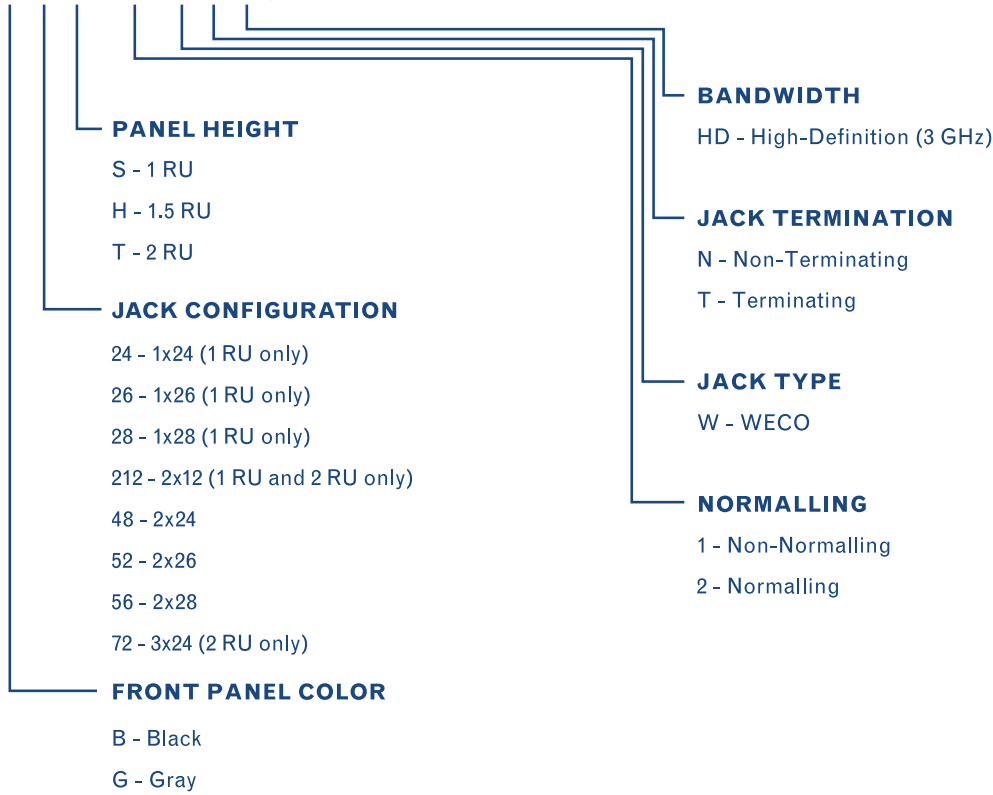 PANEL HEIGHT
S - 1 RU
H - 1.5 RU
T - 2 RU
JACK CONFIGURATION
24 - 1x24 (1 RU only)
26 - 1x26 (1 RU only)
28 - 1x28 (1 RU only)
212 - 2x12 (1 RU and 2 RU only)
48 - 2x24
52 - 2x26
56 - 2x28
72 - 3x24 (2 RU only)
FRONT PANEL COLOR
B - Black
G - Gray
BANDWIDTH
HD - High-Definition (3 GHz)
JACK TERMINATION
N - Non-Terminating
T - Terminating
JACK TYPE
W - WECO
NORMALLING
1 - Non-Normalling
2 - Normalling